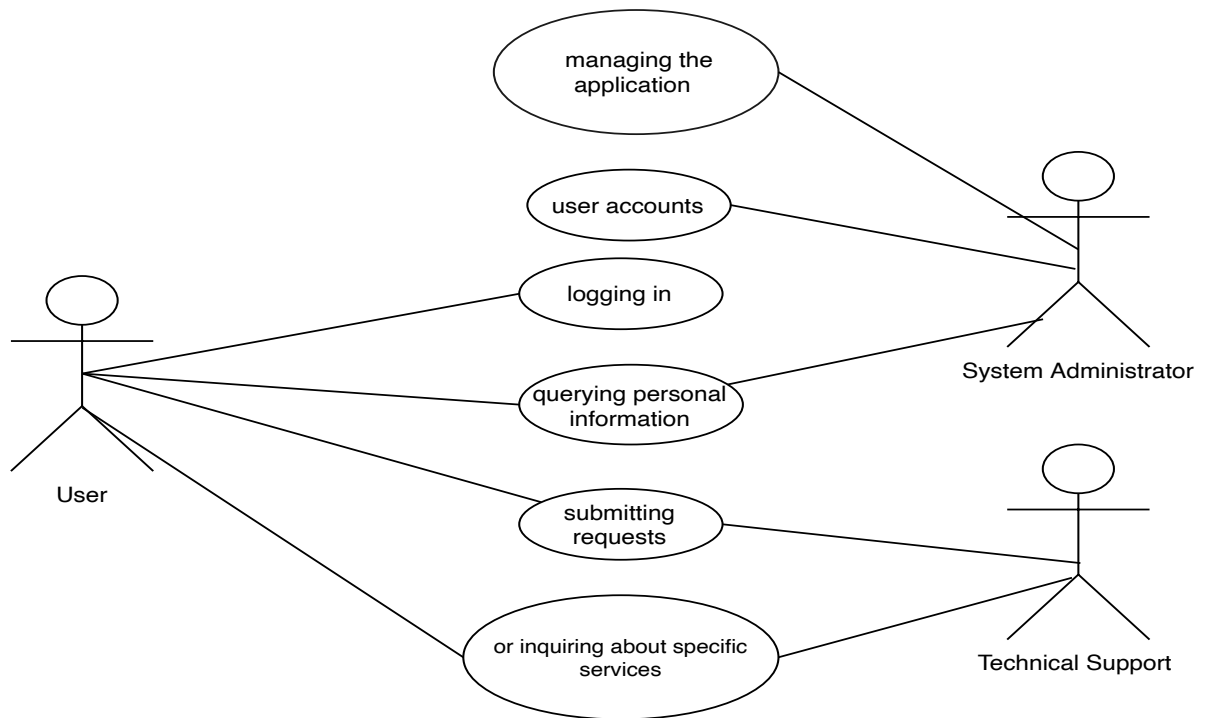 managing the
application
user accounts
logging in
System Administrator
querying personal
information
User
submitting
requests
or inquiring about specific
services
Technical Support